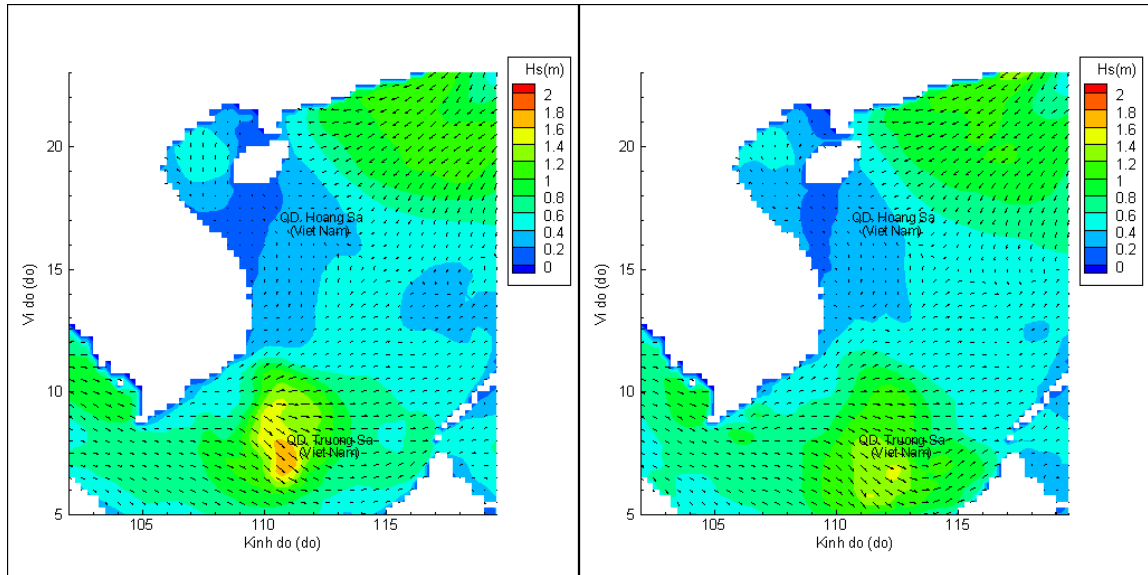 Hs(m)
2
1.8
1.6
1.4
1.2
1
0.8
0.6
0.4
0.2
0
20
15
10
5
Vi do (do)
QD. Hoang Sa
(Viet Nam)
QD. Truong Sa
(Viet Nam)
105
110
115
Kinh do (do)
Hs(m)
2
1.8
1.6
1.4
1.2
1
0.8
0.6
0.4
0.2
0
20
15
10
5
Vi do (do)
QD. Hoang Sa
(Viet Nam)
QD. Truong Sa
(Viet Nam)
105
110
115
Kinh do (do)